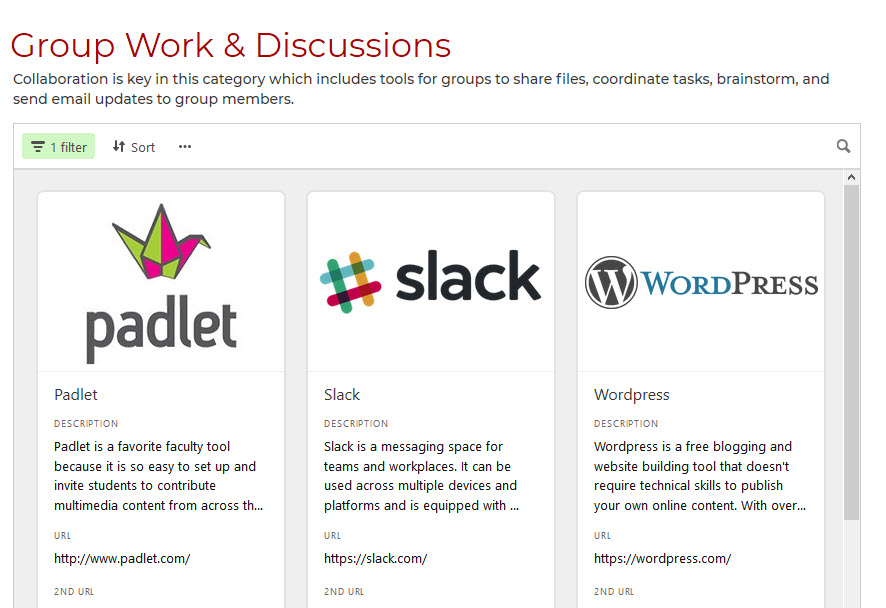 Group Work & Discussions
Collaboration is key in this category which includes tools for groups to share files, coordinate tasks, brainstorm, and
send email updates to group members.
1 filter
Sort
padlet
Padlet
DESCRIPTION
Padlet is a favorite faculty tool
because it is so easy to set up and
invite students to contribute
multimedia content from across th...
URL
http://www.padlet.com/
2ND URL
slack
Slack
DESCRIPTION
Slack is a messaging space for
teams and workplaces. It can be
used across multiple devices and
platforms and is equipped with ...
URL
https://slack.com/
2ND URL
W WORDPRESS
Wordpress
DESCRIPTION
Wordpress is a free blogging and
website building tool that doesn't
require technical skills to publish
your own online content. With over...
URL
https://wordpress.com/
2ND URL